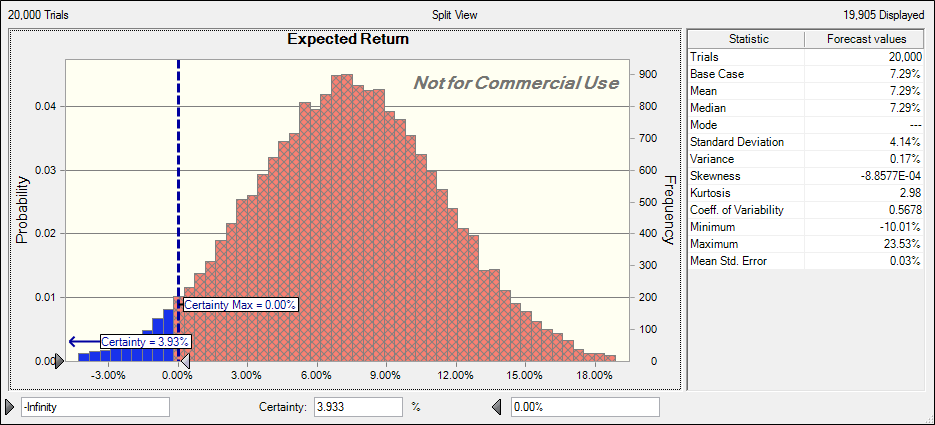 20,000 Trials Split View 19,905 Displayed
Expected Return
Not for Commercial Use
Probability
0.04
0.03
0.02
0.01
0.00
Frequency
900
800
700
600
500
400
300
200
100
0
Certainty Max = 0.00%
Certainty = 3.93%
-3.00% 0.00% 3.00% 6.00% 9.00% 12.00% 15.00% 18.00%
Statistic Forecast values
Trials 20,000
Base Case 7.29%
Mean 7.29%
Median 7.29%
Mode ---
Standard Deviation 4.14%
Variance 0.17%
Skewness -8.8577E-04
Kurtosis 2.98
Coeff. of Variability 0.5678
Minimum -10.01%
Maximum 23.53%
Mean Std. Error 0.03%
-Infinity Certainty: 3.933 % 0.00%